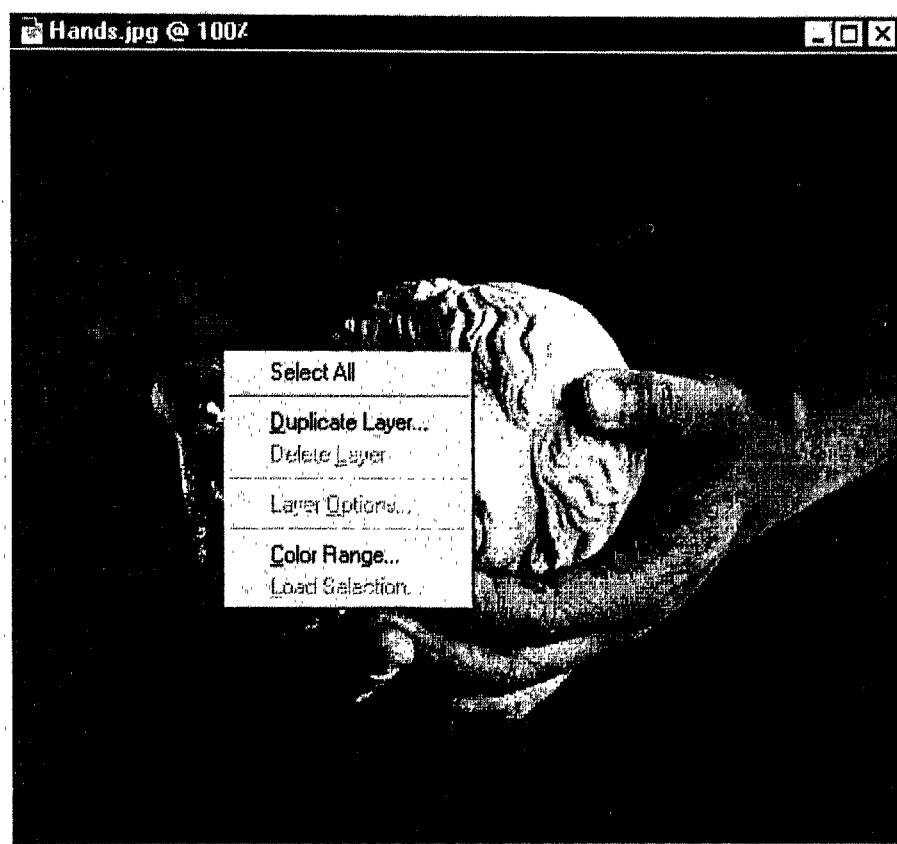 Hands.jpg @ 100%
Select All
Duplicate Layer...
Delete Layer
Layer Options...
Color Range...
Load Selection...